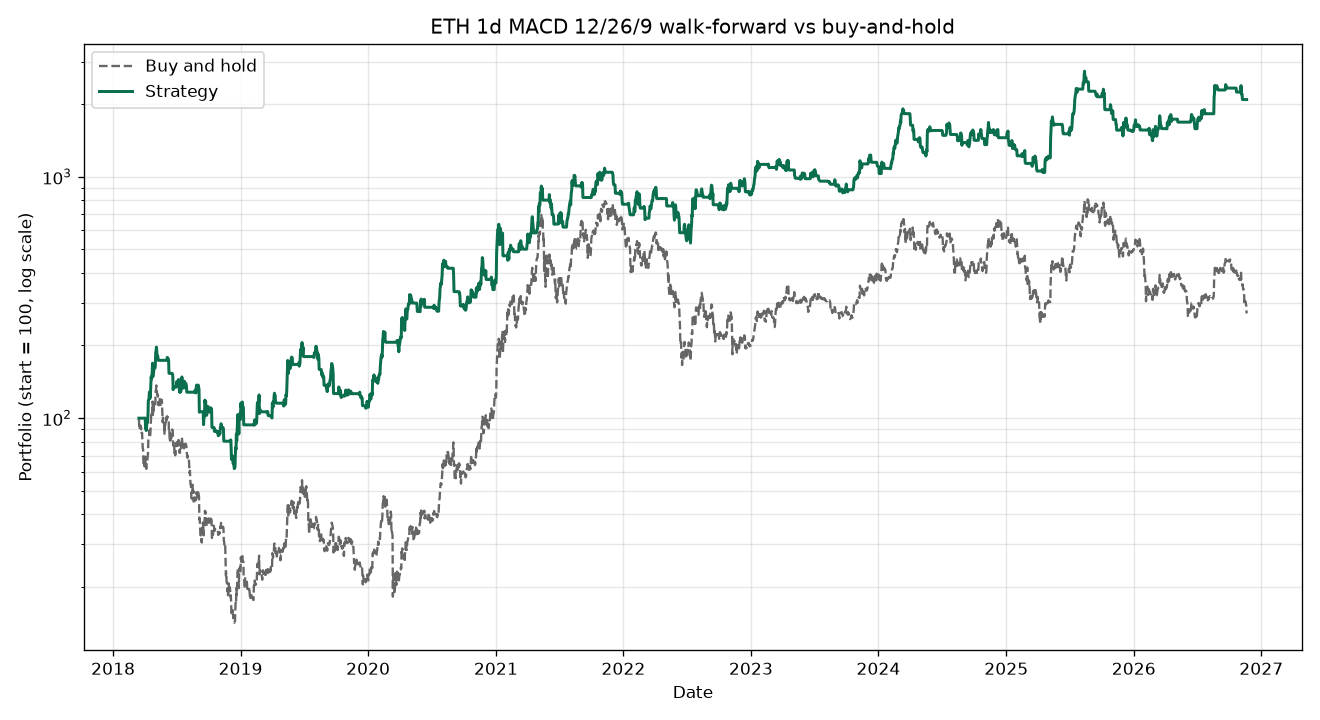 ETH 1d MACD 12/26/9 walk-forward vs buy-and-hold
Buy and hold
Strategy
Portfolio (start = 100, log scale)
10³
10²
2018 2019 2020 2021 2022 2023 2024 2025 2026 2027
Date